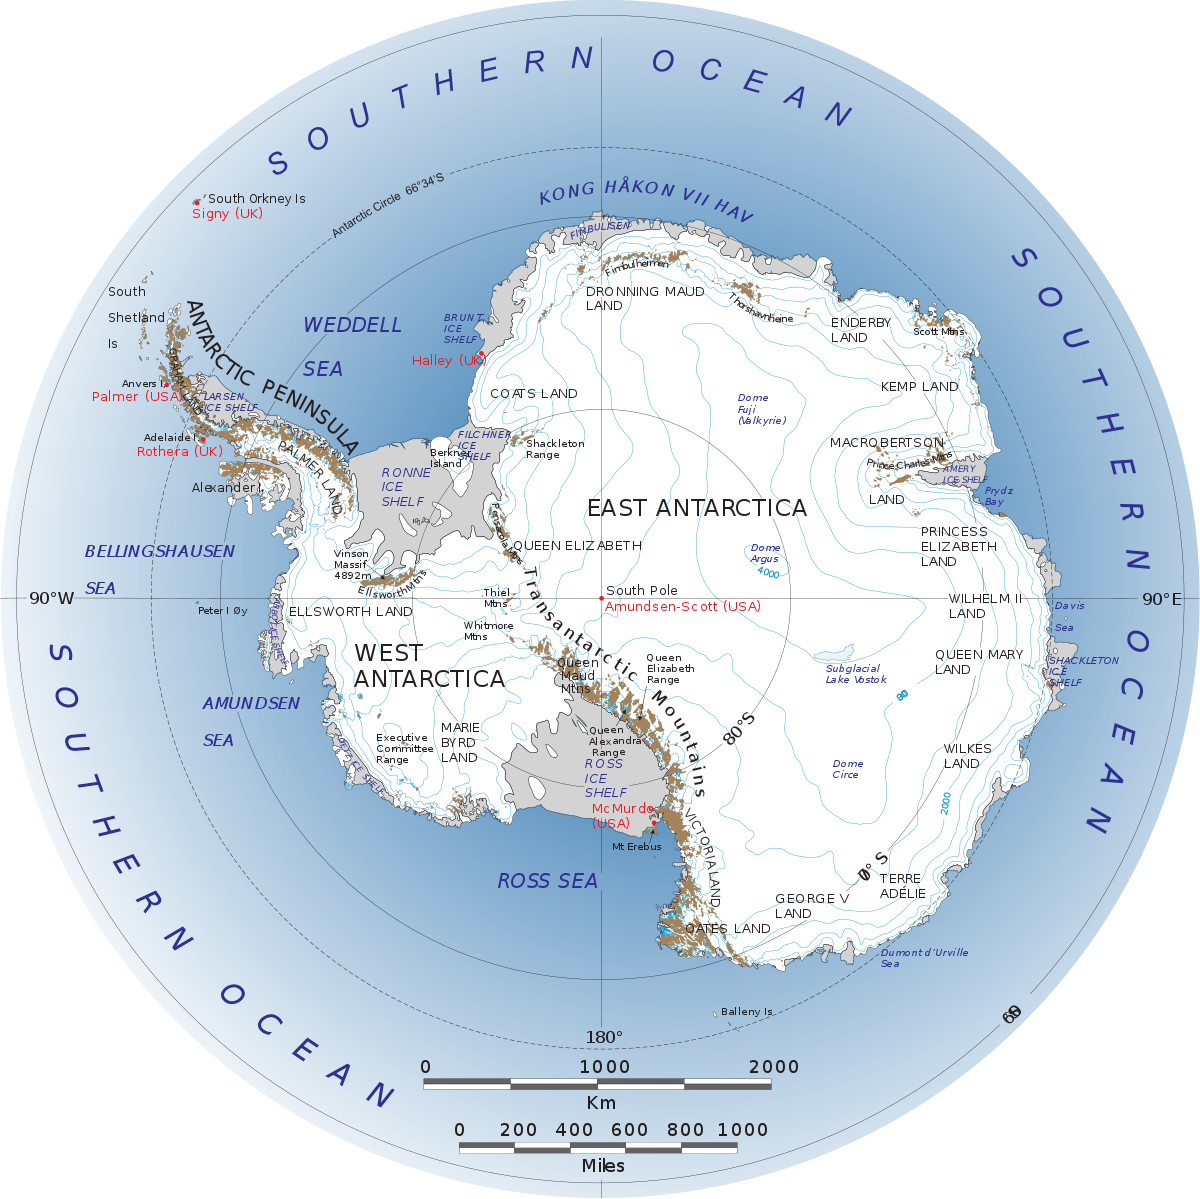 SOUTHERN OCEAN
Antarctic Circle 66°34'S
KONG HÅKON VII HAV
South Orkney Is
Signy (UK)
FIMBULISEN
Fimbulheimen
DRONNING MAUD
LAND
Thorshavnheine
South
Shetland
Is
ANTARCTIC PENINSULA
WEDDELL
SEA
BRUNT
ICE
SHELF
Halley (UK)
ENDERBY
LAND
Scott Mtns
GRAHAM LAND
Anvers I.
Palmer (USA)
LARSEN
ICE SHELF
COATS LAND
Dome
Fuji
(Valkyrie)
KEMP LAND
Adelaide I.
Rothera (UK)
PALMER LAND
Alexander I.
Berkner
Island
FILCHNER
ICE
SHELF
Shackleton
Range
RONNE
ICE
SHELF
MACROBERTSON
LAND
Prince Charles Mtns
AMERY
ICE SHELF
Prydz
Bay
EAST ANTARCTICA
Pensacola Mtns
QUEEN ELIZABETH
Dome
Argus
4000
PRINCESS
ELIZABETH
LAND
BELLINGSHAUSEN
SEA
Vinson
Massif
4892m
Ellsworth Mtns
90°W
Peter I Øy
ELLSWORTH LAND
Thiel
Mtns
Whitmore
Mtns
South Pole
Amundsen-Scott (USA)
WILHELM II
LAND
90°E
Davis
Sea
SOUTHERN OCEAN
Transantarctic Mountains
WEST
ANTARCTICA
Queen
Maud
Mtns
Queen
Elizabeth
Range
Subglacial
Lake Vostok
QUEEN MARY
LAND
SHACKLETON
ICE
SHELF
AMUNDSEN
SEA
80°S
Executive
Committee
Range
MARIE
BYRD
LAND
Queen
Alexandra
Range
ROSS
ICE
SHELF
Dome
Circe
WILKES
LAND
2000
McMurdo
(USA)
Mt Erebus
VICTORIA LAND
ROSS SEA
TERRE
ADÉLIE
GEORGE V
LAND
OATES LAND
Dumont d'Urville
Sea
Balleny Is
SOUTHERN OCEAN
180°
0 1000 2000
Km
0 200 400 600 800 1000
Miles